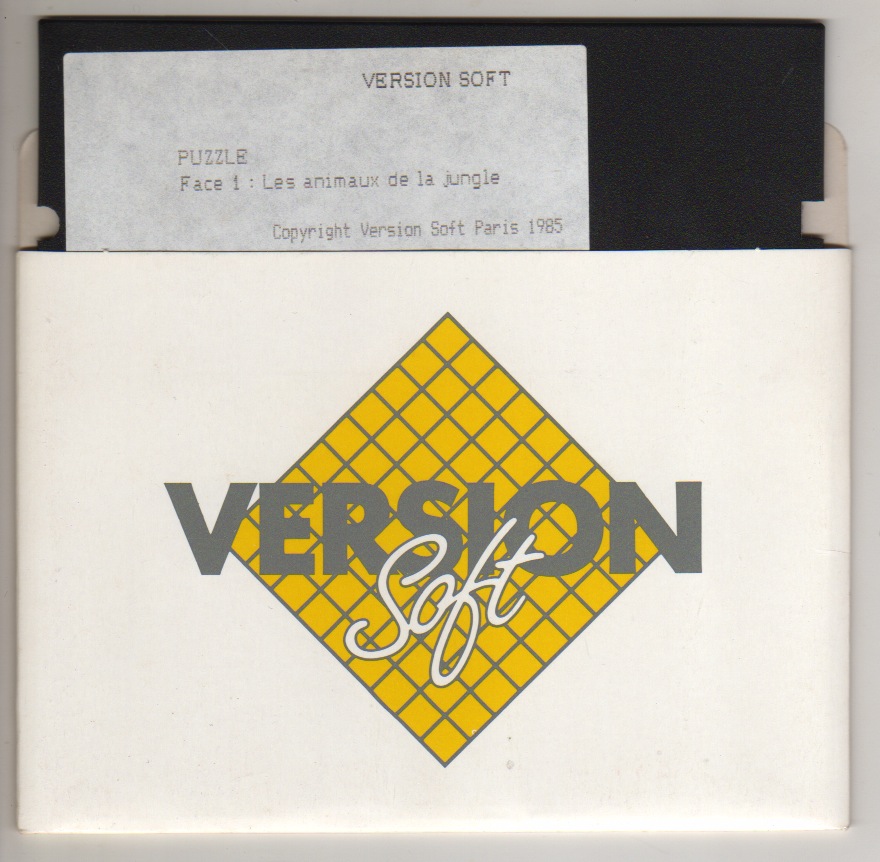 VERSION SOFT
PUZZLE
Face 1 : Les animaux de la jungle
Copyright Version Soft Paris 1985
VERSION
Soft